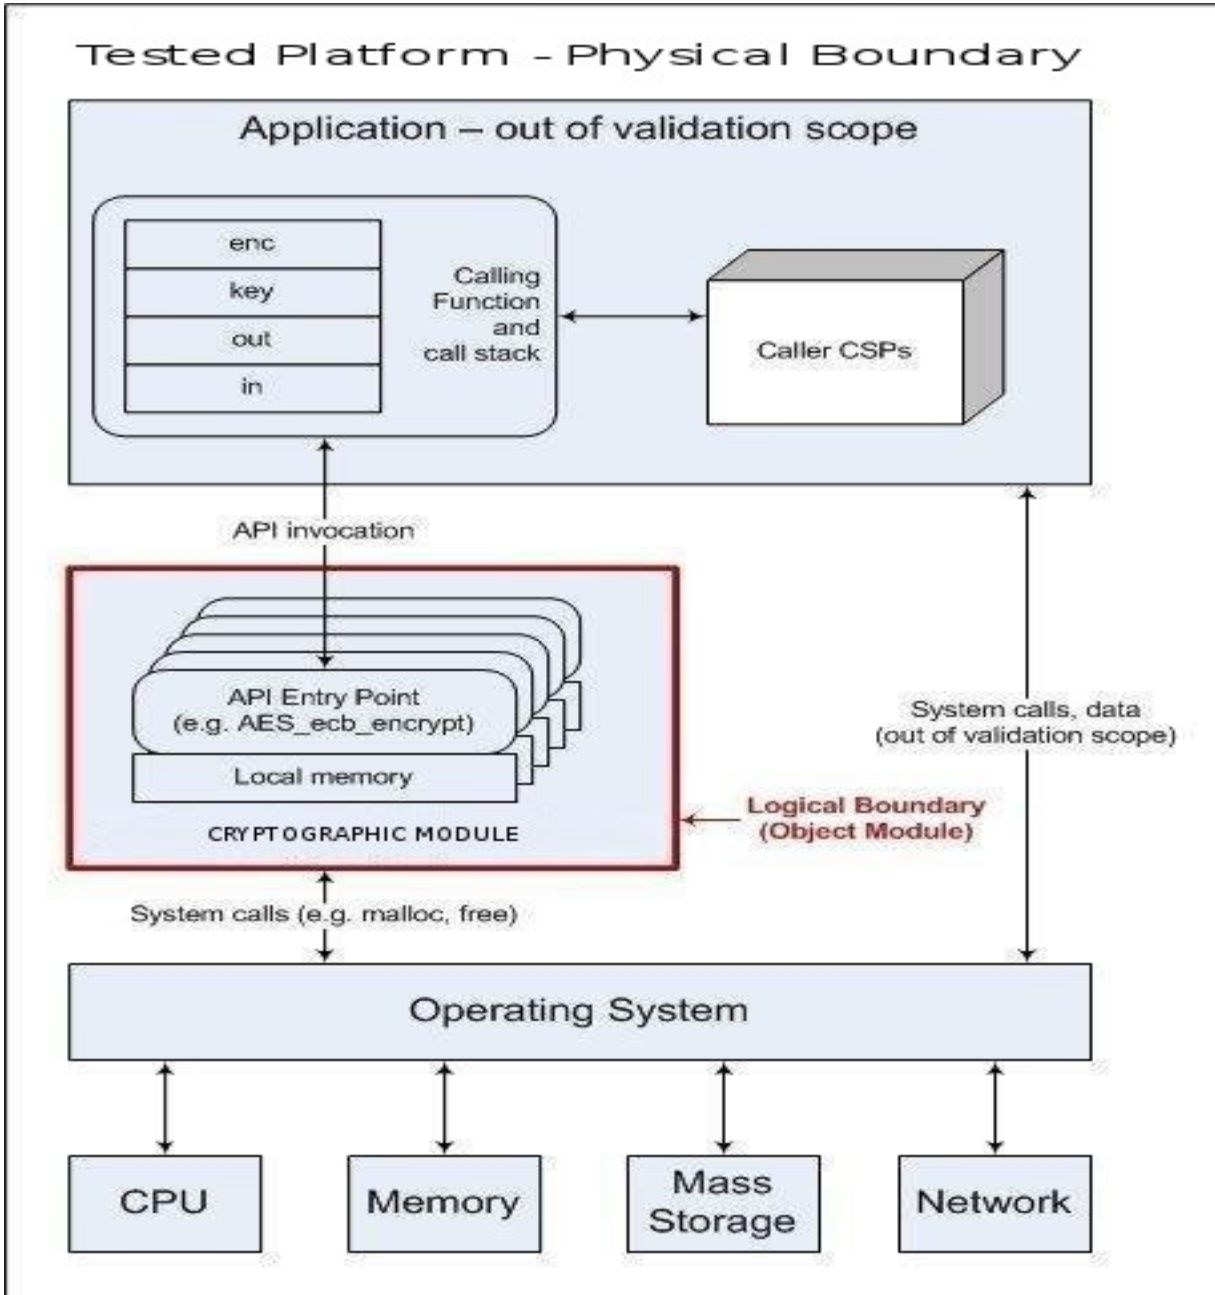 Tested Platform - Physical Boundary
Application – out of validation scope
enc
key
out
in
Calling
Function
and
call stack
Caller CSPs
API invocation
API Entry Point
(e.g. AES_ecb_encrypt)
Local memory
CRYPTOGRAPHIC MODULE
System calls, data
(out of validation scope)
Logical Boundary
(Object Module)
System calls (e.g. malloc, free)
Operating System
CPU
Memory
Mass
Storage
Network